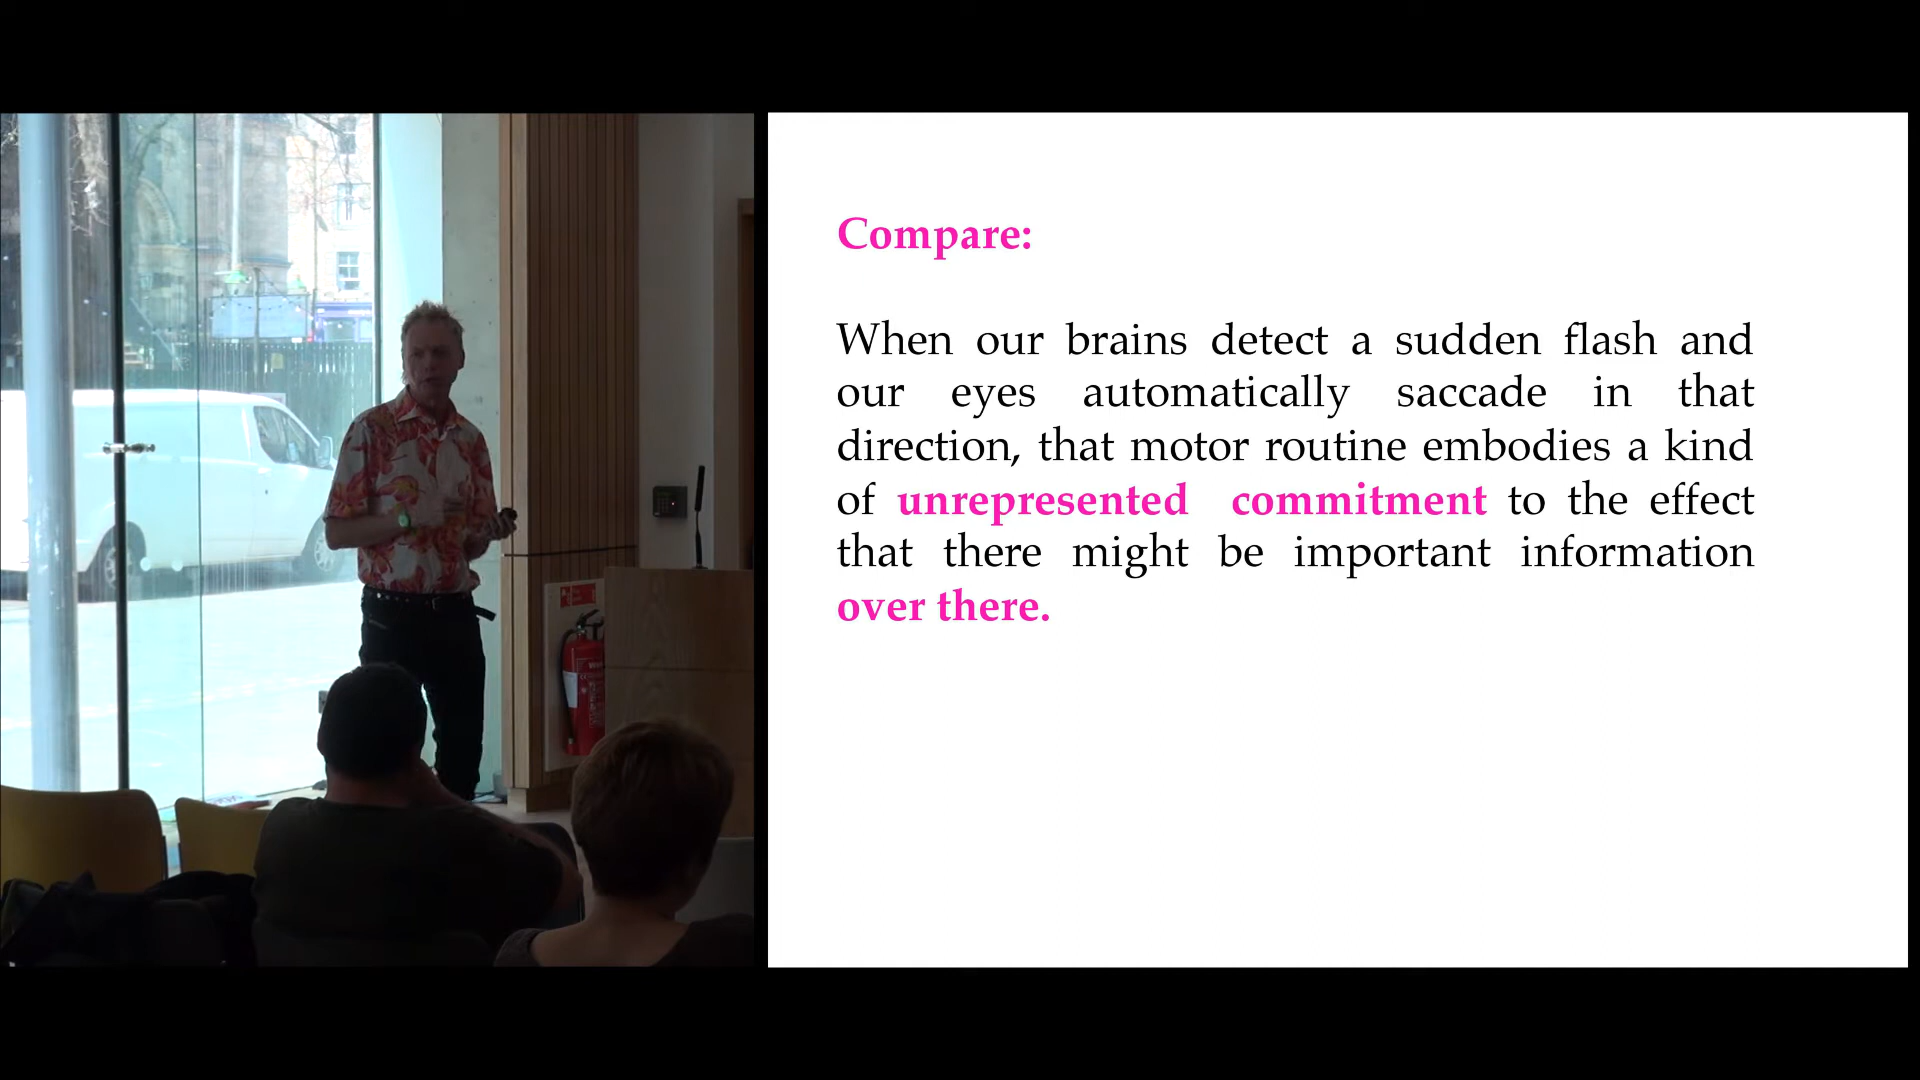 Compare:
When our brains detect a sudden flash and
our eyes automatically saccade in that
direction, that motor routine embodies a kind
of unrepresented commitment to the effect
that there might be important information
over there.